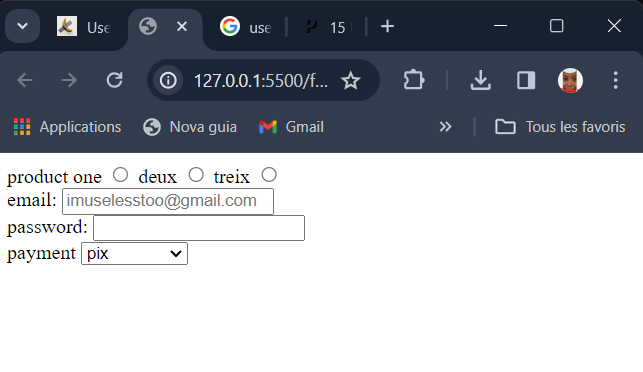 Use
use
15
127.0.0.1:5500/f...
Applications
Nova guia
Gmail
Tous les favoris
product one deux treix
email: imuselesstoo@gmail.com
password:
payment pix